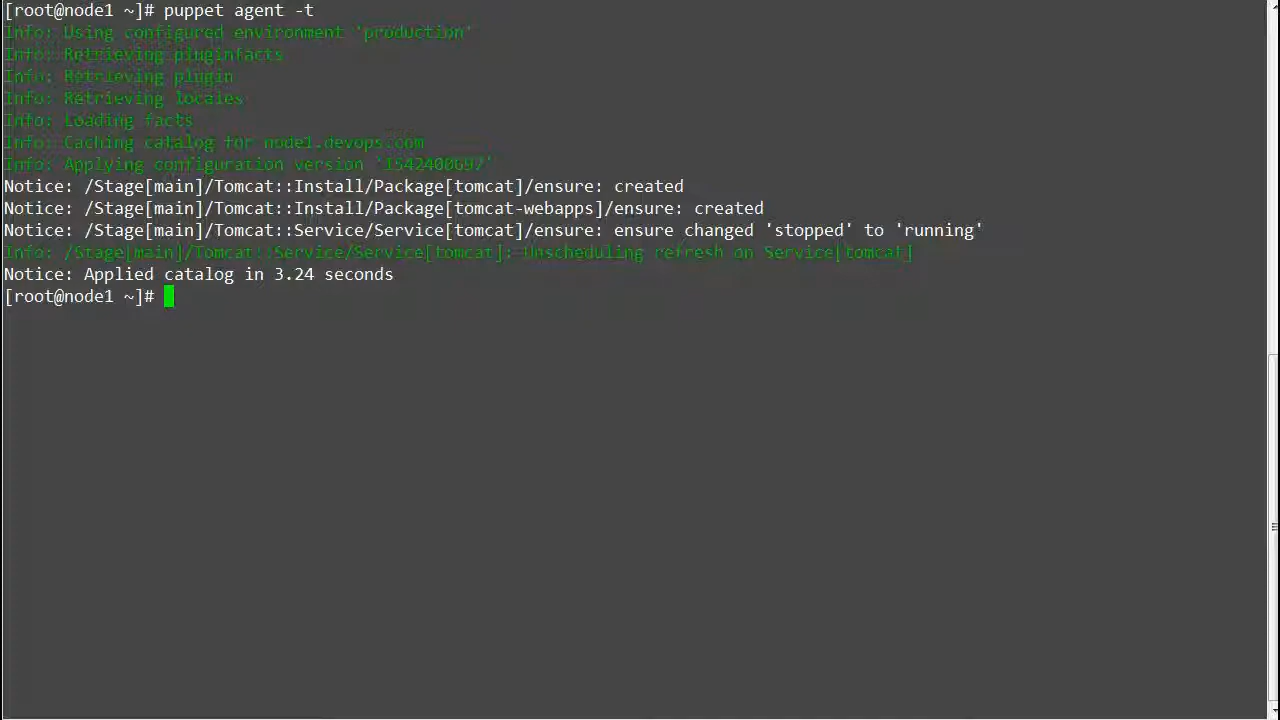 [root@node1 ~]# puppet agent -t
Info: Using configured environment 'production'
Info: Retrieving pluginfacts
Info: Retrieving plugin
Info: Retrieving locales
Info: Loading facts
Info: Caching catalog for node1.devops.com
Info: Applying configuration version '1542400697'
Notice: /Stage[main]/Tomcat::Install/Package[tomcat]/ensure: created
Notice: /Stage[main]/Tomcat::Install/Package[tomcat-webapps]/ensure: created
Notice: /Stage[main]/Tomcat::Service/Service[tomcat]/ensure: ensure changed 'stopped' to 'running'
Info: /Stage[main]/Tomcat::Service/Service[tomcat]: Unscheduling refresh on Service[tomcat]
Notice: Applied catalog in 3.24 seconds
[root@node1 ~]#